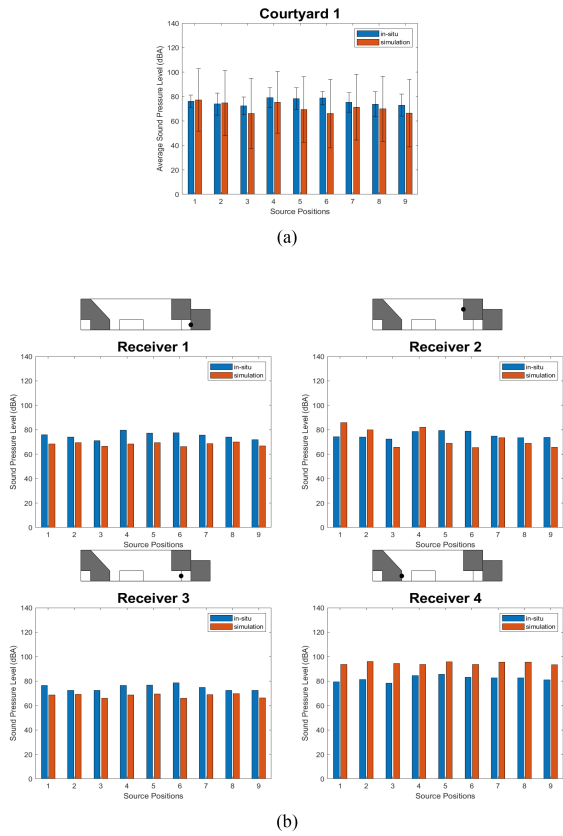 Courtyard 1
140
120
100
80
60
40
20
0
Average Sound Pressure Level (dBA)
in-situ
simulation
1 2 3 4 5 6 7 8 9
Source Positions
(a)
Receiver 1
140
120
100
80
60
40
20
0
Sound Pressure Level (dBA)
in-situ
simulation
1 2 3 4 5 6 7 8 9
Source Positions
Receiver 2
140
120
100
80
60
40
20
0
Sound Pressure Level (dBA)
in-situ
simulation
1 2 3 4 5 6 7 8 9
Source Positions
Receiver 3
140
120
100
80
60
40
20
0
Sound Pressure Level (dBA)
in-situ
simulation
1 2 3 4 5 6 7 8 9
Source Positions
Receiver 4
140
120
100
80
60
40
20
0
Sound Pressure Level (dBA)
in-situ
simulation
1 2 3 4 5 6 7 8 9
Source Positions
(b)